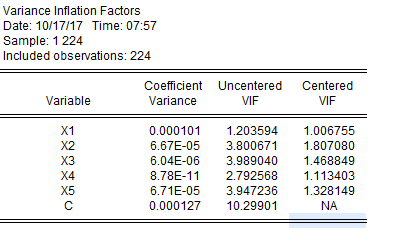 Variance Inflation Factors
Date: 10/17/17 Time: 07:57
Sample: 1 224
Included observations: 224
Coefficient Uncentered Centered
Variable Variance VIF VIF
X1 0.000101 1.203594 1.006755
X2 6.67E-05 3.800671 1.807080
X3 6.04E-06 3.989040 1.468849
X4 8.78E-11 2.792568 1.113403
X5 6.71E-05 3.947236 1.328149
C 0.000127 10.29901 NA